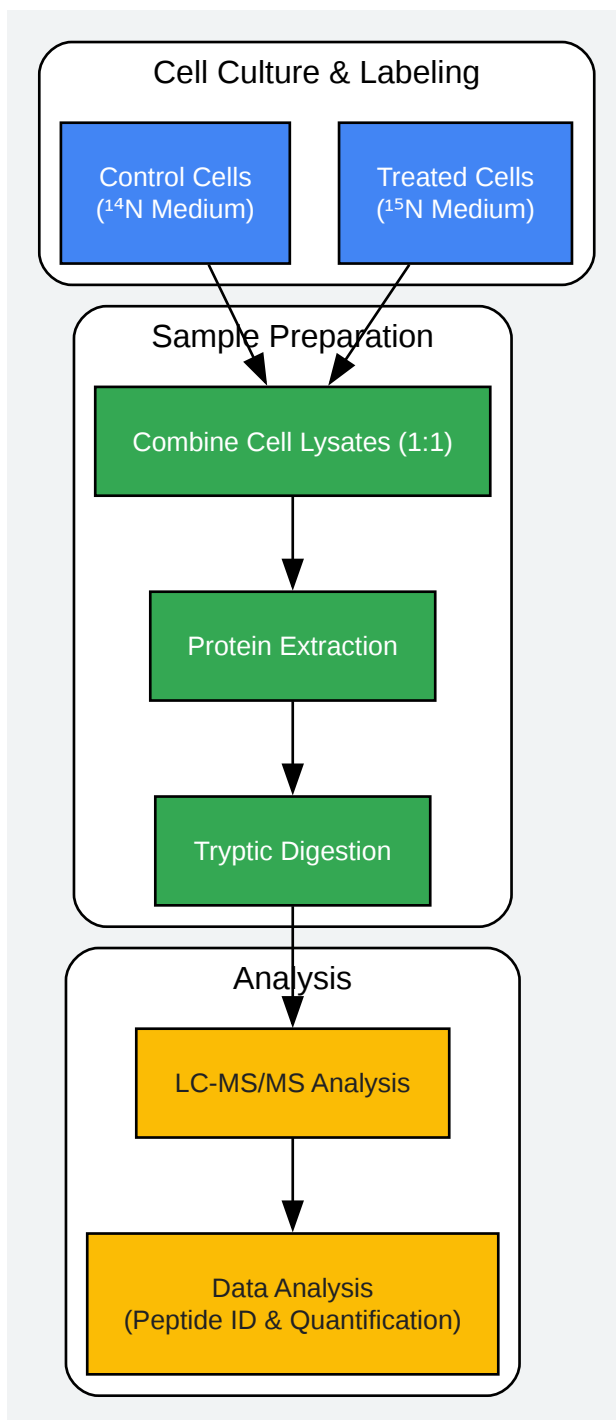 Cell Culture & Labeling
Control Cells
(¹⁴N Medium)
Treated Cells
(¹⁵N Medium)
Sample Preparation
Combine Cell Lysates (1:1)
Protein Extraction
Tryptic Digestion
Analysis
LC-MS/MS Analysis
Data Analysis
(Peptide ID & Quantification)